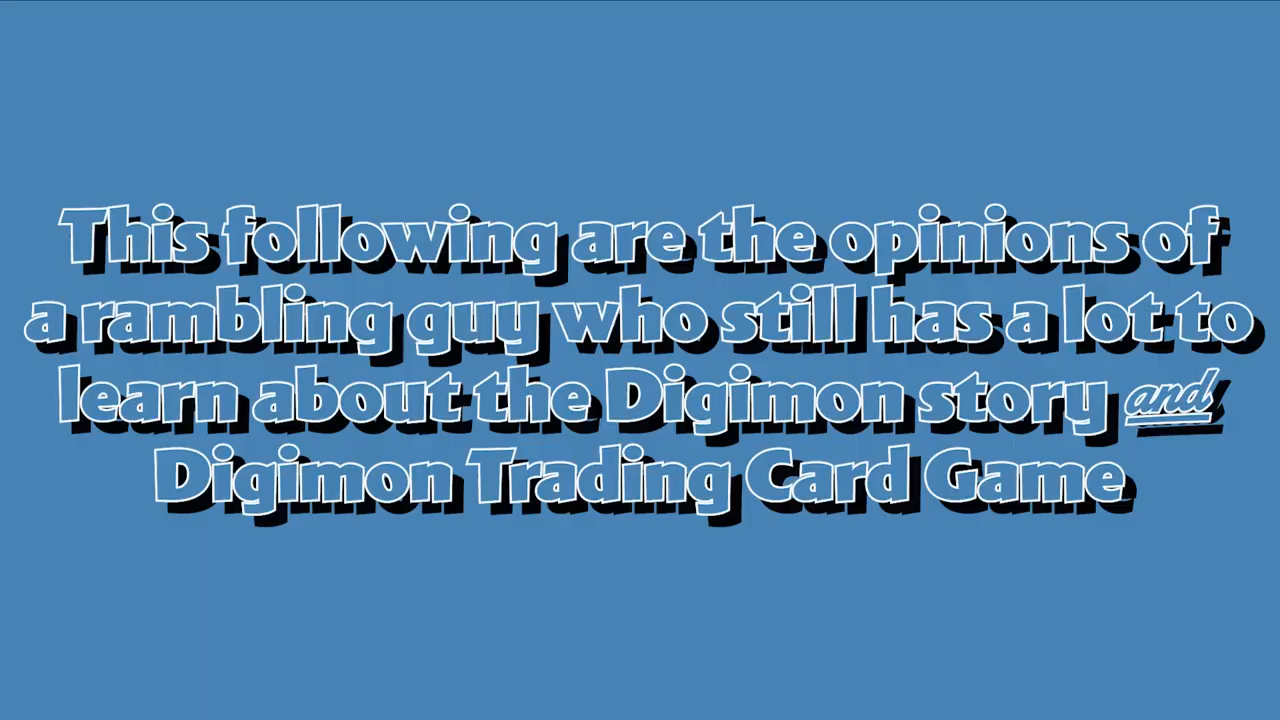 This following are the opinions of
a rambling guy who still has a lot to
learn about the Digimon story and
Digimon Trading Card Game